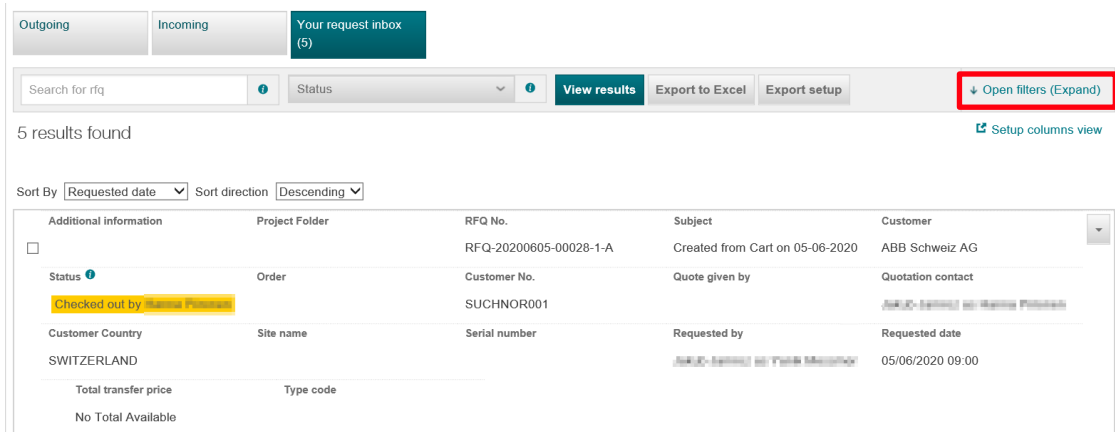 Outgoing Incoming Your request inbox
(5)
Search for rfq Status View results Export to Excel Export setup Open filters (Expand)
5 results found Setup columns view
Sort By Requested date Sort direction Descending
Additional information Project Folder RFQ No. Subject Customer
RFQ-20200605-00028-1-A Created from Cart on 05-06-2020 ABB Schweiz AG
Status Order Customer No. Quote given by Quotation contact
Checked out by SUCHNOR001
Customer Country Site name Serial number Requested by Requested date
SWITZERLAND 05/06/2020 09:00
Total transfer price Type code
No Total Available